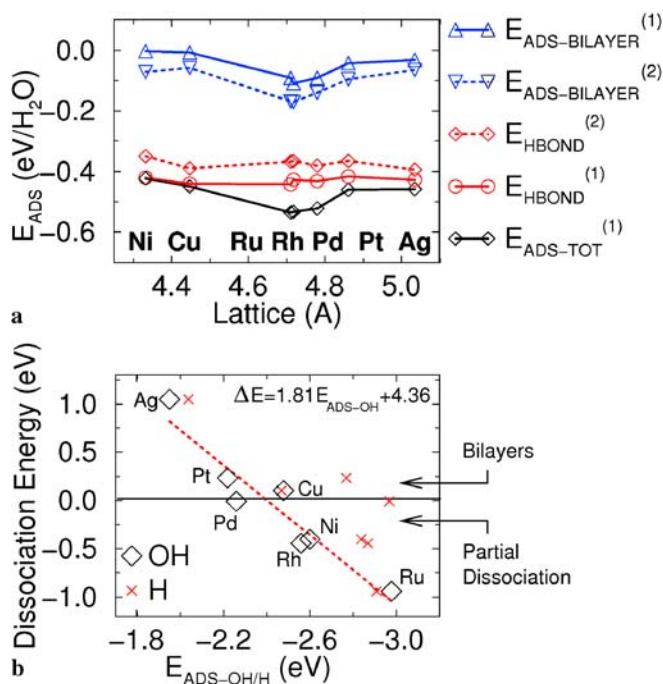 0.0
−0.2
−0.4
−0.6
E_ADS (eV/H₂O)
Ni Cu Ru Rh Pd Pt Ag
4.4 4.6 4.8 5.0
Lattice (A)
a
E_ADS−BILAYER^(1)
E_ADS−BILAYER^(2)
E_HBOND^(2)
E_HBOND^(1)
E_ADS−TOT^(1)
1.0
0.5
0.0
−0.5
−1.0
Dissociation Energy (eV)
ΔE=1.81E_ADS−OH+4.36
Ag
Pt
Cu
Pd
Ni
Rh
Ru
OH
H
Bilayers
Partial
Dissociation
−1.8 −2.2 −2.6 −3.0
E_ADS−OH/H (eV)
b